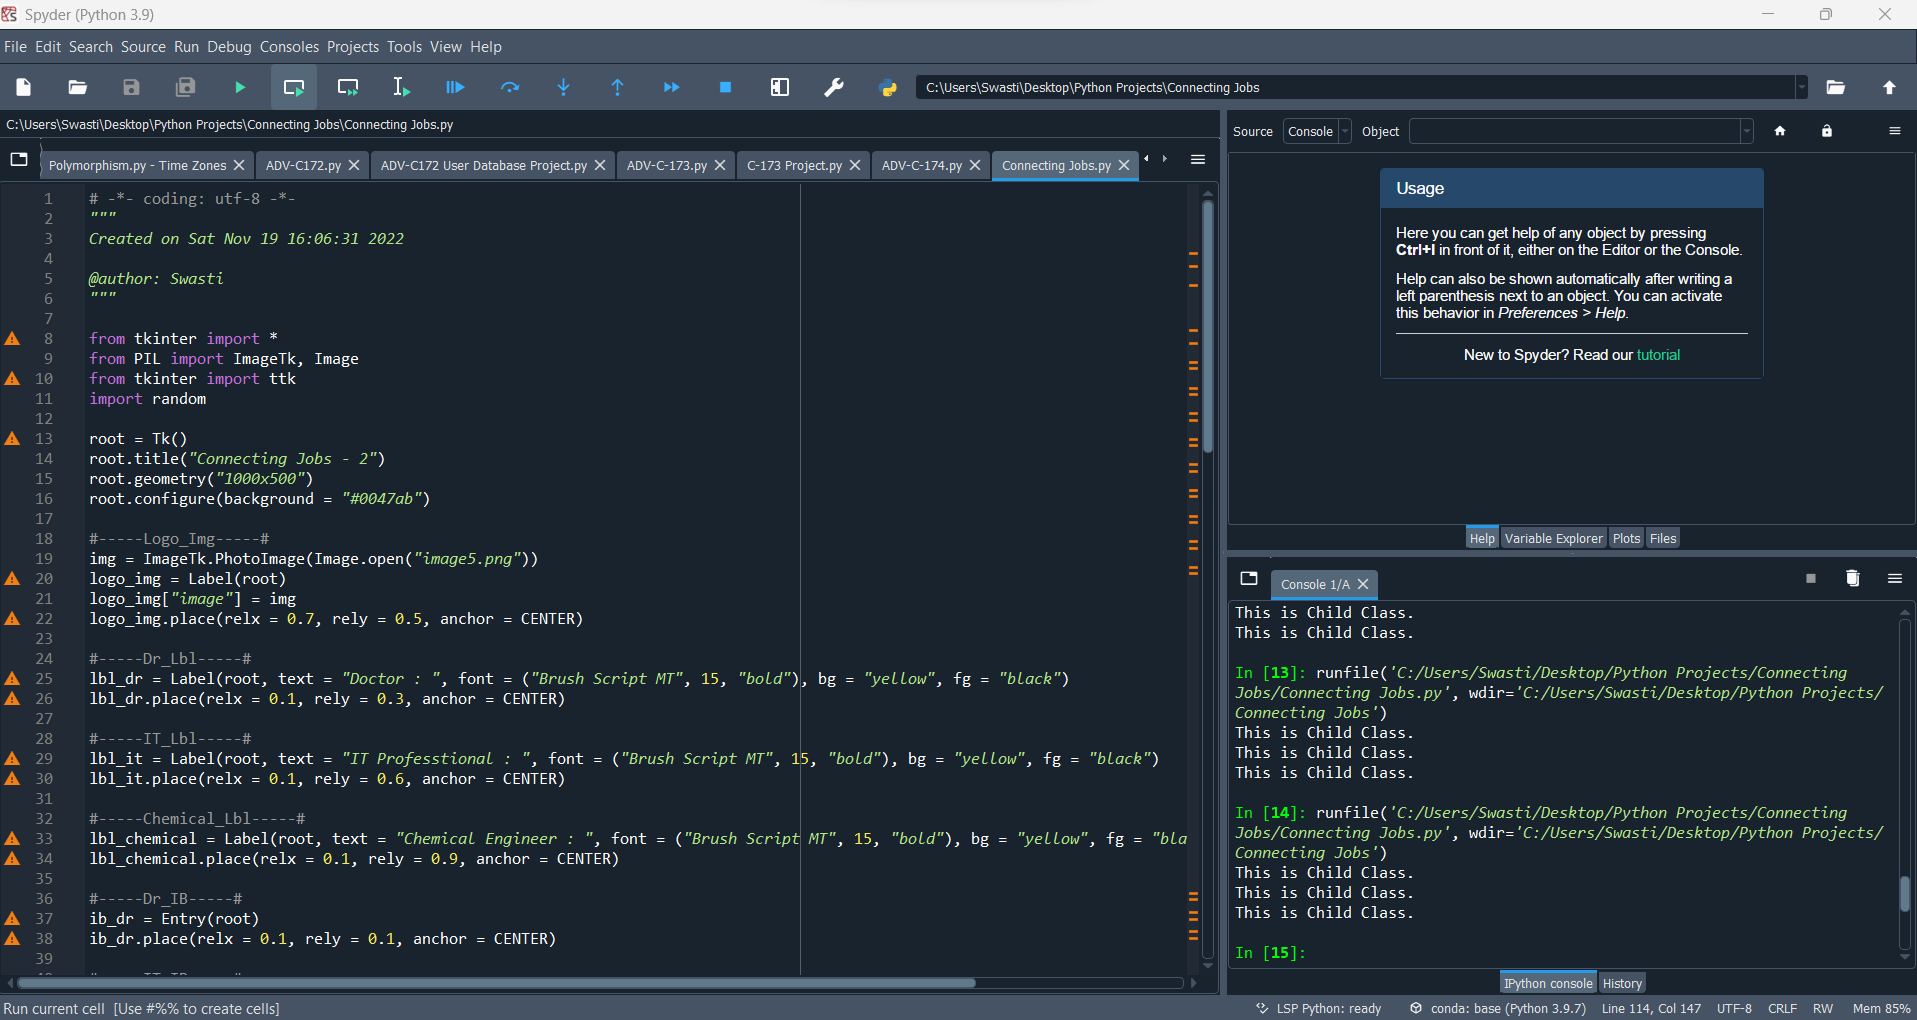 Spyder (Python 3.9)
File Edit Search Source Run Debug Consoles Projects Tools View Help
C:\Users\Swasti\Desktop\Python Projects\Connecting Jobs
C:\Users\Swasti\Desktop\Python Projects\Connecting Jobs\Connecting Jobs.py
Polymorphism.py - Time Zones ADV-C172.py ADV-C172 User Database Project.py ADV-C-173.py C-173 Project.py ADV-C-174.py Connecting Jobs.py
1 # -*- coding: utf-8 -*-
2 """
3 Created on Sat Nov 19 16:06:31 2022
4
5 @author: Swasti
6 """
7
8 from tkinter import *
9 from PIL import ImageTk, Image
10 from tkinter import ttk
11 import random
12
13 root = Tk()
14 root.title("Connecting Jobs - 2")
15 root.geometry("1000x500")
16 root.configure(background = "#0047ab")
17
18 #-----Logo_Img-----#
19 img = ImageTk.PhotoImage(Image.open("image5.png"))
20 logo_img = Label(root)
21 logo_img["image"] = img
22 logo_img.place(relx = 0.7, rely = 0.5, anchor = CENTER)
23
24 #-----Dr_Lbl-----#
25 lbl_dr = Label(root, text = "Doctor : ", font = ("Brush Script MT", 15, "bold"), bg = "yellow", fg = "black")
26 lbl_dr.place(relx = 0.1, rely = 0.3, anchor = CENTER)
27
28 #-----IT_Lbl-----#
29 lbl_it = Label(root, text = "IT Professtional : ", font = ("Brush Script MT", 15, "bold"), bg = "yellow", fg = "black")
30 lbl_it.place(relx = 0.1, rely = 0.6, anchor = CENTER)
31
32 #-----Chemical_Lbl-----#
33 lbl_chemical = Label(root, text = "Chemical Engineer : ", font = ("Brush Script MT", 15, "bold"), bg = "yellow", fg = "bla
34 lbl_chemical.place(relx = 0.1, rely = 0.9, anchor = CENTER)
35
36 #-----Dr_IB-----#
37 ib_dr = Entry(root)
38 ib_dr.place(relx = 0.1, rely = 0.1, anchor = CENTER)
39
Source Console Object
Usage
Here you can get help of any object by pressing
Ctrl+I in front of it, either on the Editor or the Console.
Help can also be shown automatically after writing a
left parenthesis next to an object. You can activate
this behavior in Preferences > Help.
New to Spyder? Read our tutorial
Help Variable Explorer Plots Files
Console 1/A
This is Child Class.
This is Child Class.
In [13]: runfile('C:/Users/Swasti/Desktop/Python Projects/Connecting
Jobs/Connecting Jobs.py', wdir='C:/Users/Swasti/Desktop/Python Projects/
Connecting Jobs')
This is Child Class.
This is Child Class.
This is Child Class.
In [14]: runfile('C:/Users/Swasti/Desktop/Python Projects/Connecting
Jobs/Connecting Jobs.py', wdir='C:/Users/Swasti/Desktop/Python Projects/
Connecting Jobs')
This is Child Class.
This is Child Class.
This is Child Class.
In [15]:
IPython console History
Run current cell [Use #%% to create cells] LSP Python: ready conda: base (Python 3.9.7) Line 114, Col 147 UTF-8 CRLF RW Mem 85%